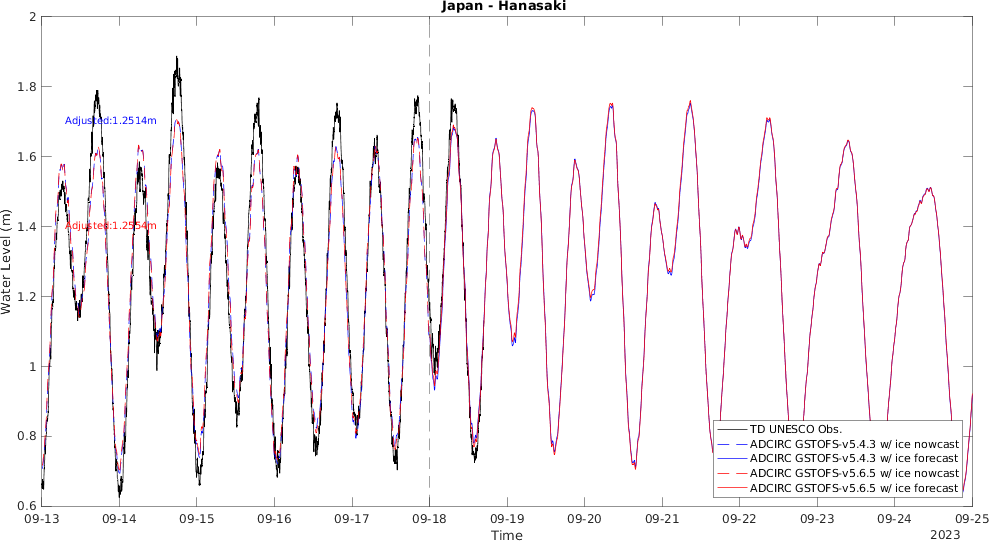 Japan - Hanasaki
2
1.8
1.6
1.4
1.2
1
0.8
0.6
Water Level (m)
Adjusted:1.2514m
Adjusted:1.2554m
TD UNESCO Obs.
ADCIRC GSTOFS-v5.4.3 w/ ice nowcast
ADCIRC GSTOFS-v5.4.3 w/ ice forecast
ADCIRC GSTOFS-v5.6.5 w/ ice nowcast
ADCIRC GSTOFS-v5.6.5 w/ ice forecast
09-13 09-14 09-15 09-16 09-17 09-18 09-19 09-20 09-21 09-22 09-23 09-24 09-25
Time
2023